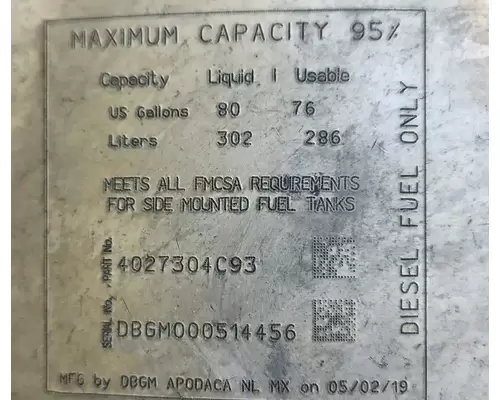 MAXIMUM CAPACITY 95%
Capacity Liquid | Usable
US Gallons 80 76
Liters 302 286
MEETS ALL FMCSA REQUIREMENTS
FOR SIDE MOUNTED FUEL TANKS
PART No. 4027304C93
SERIAL No. DBGM000514456
MFG by DBGM APODACA NL MX on 05/02/19
DIESEL FUEL ONLY